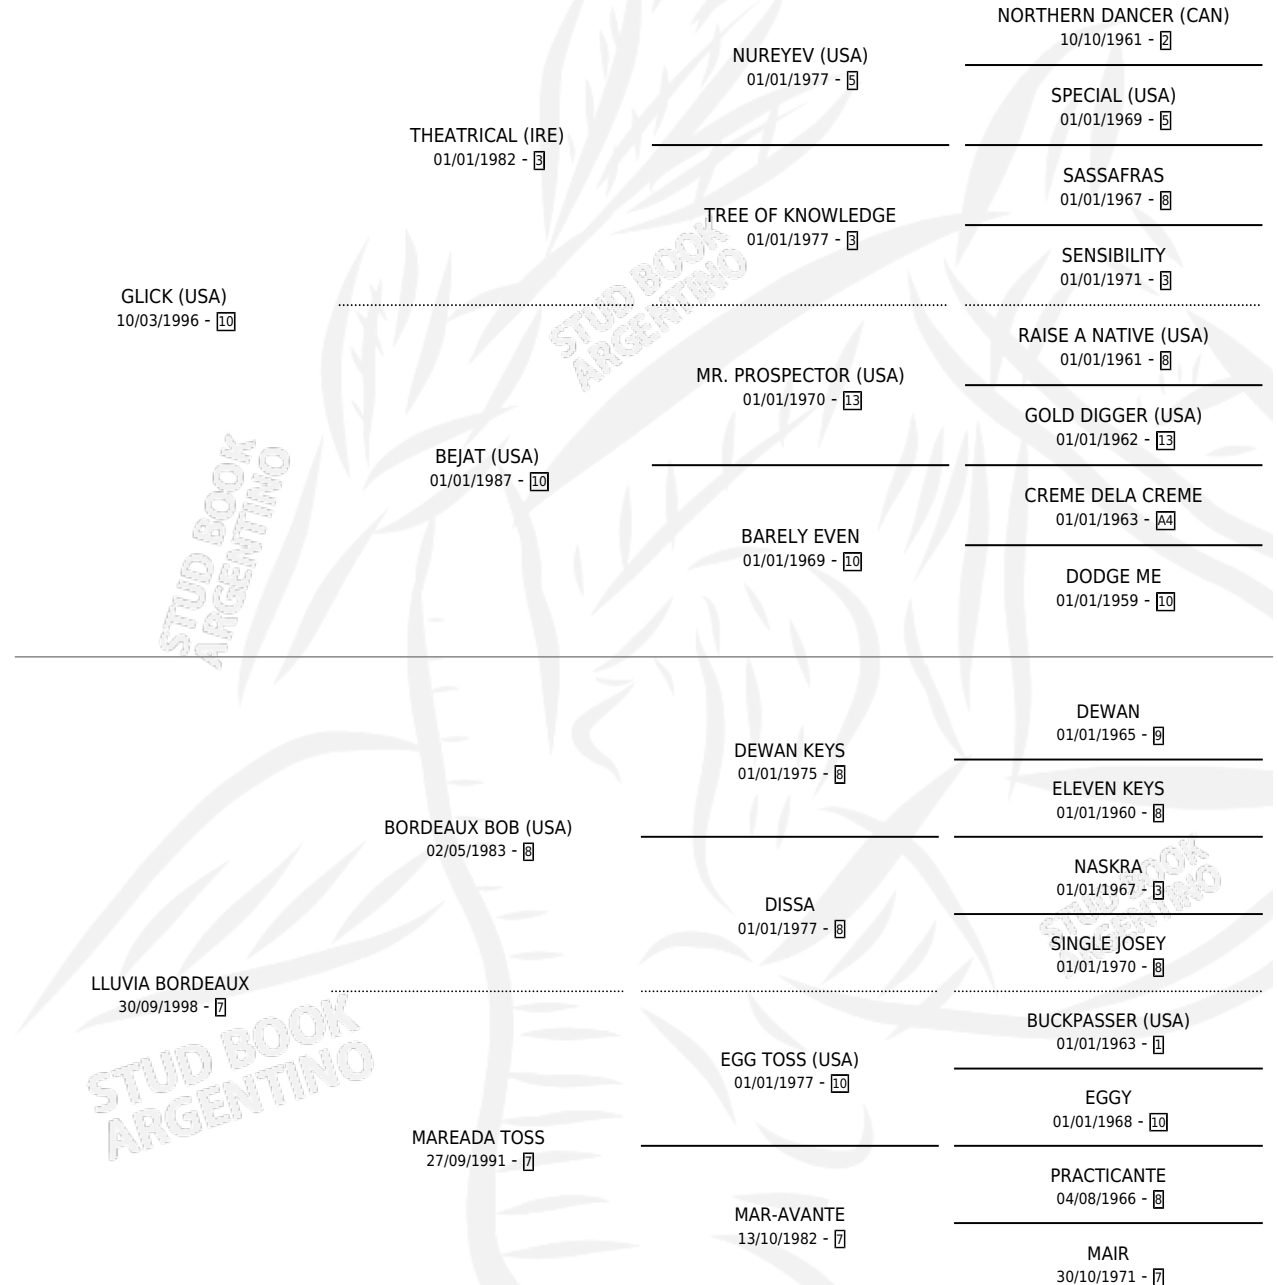 NORTHERN DANCER (CAN)
10/10/1961 - 2
NUREYEV (USA)
01/01/1977 - 5
SPECIAL (USA)
01/01/1969 - 5
THEATRICAL (IRE)
01/01/1982 - 3
SASSAFRAS
01/01/1967 - 8
TREE OF KNOWLEDGE
01/01/1977 - 3
SENSIBILITY
01/01/1971 - 3
GLICK (USA)
10/03/1996 - 10
STUD BOOK
ARGENTINO
RAISE A NATIVE (USA)
01/01/1961 - 8
MR. PROSPECTOR (USA)
01/01/1970 - 13
GOLD DIGGER (USA)
01/01/1962 - 13
BEJAT (USA)
01/01/1987 - 10
CREME DELA CREME
01/01/1963 - A4
BARELY EVEN
01/01/1969 - 10
DODGE ME
01/01/1959 - 10
STUD BOOK
ARGENTINO
DEWAN
01/01/1965 - 9
DEWAN KEYS
01/01/1975 - 8
ELEVEN KEYS
01/01/1960 - 8
BORDEAUX BOB (USA)
02/05/1983 - 8
NASKRA
01/01/1967 - 3
DISSA
01/01/1977 - 8
STUD BOOK
ARGENTINO
SINGLE JOSEY
01/01/1970 - 8
LLUVIA BORDEAUX
30/09/1998 - 7
BUCKPASSER (USA)
01/01/1963 - 1
EGG TOSS (USA)
01/01/1977 - 10
STUD BOOK
ARGENTINO
EGGY
01/01/1968 - 10
MAREADA TOSS
27/09/1991 - 7
PRACTICANTE
04/08/1966 - 8
MAR-AVANTE
13/10/1982 - 7
MAIR
30/10/1971 - 7